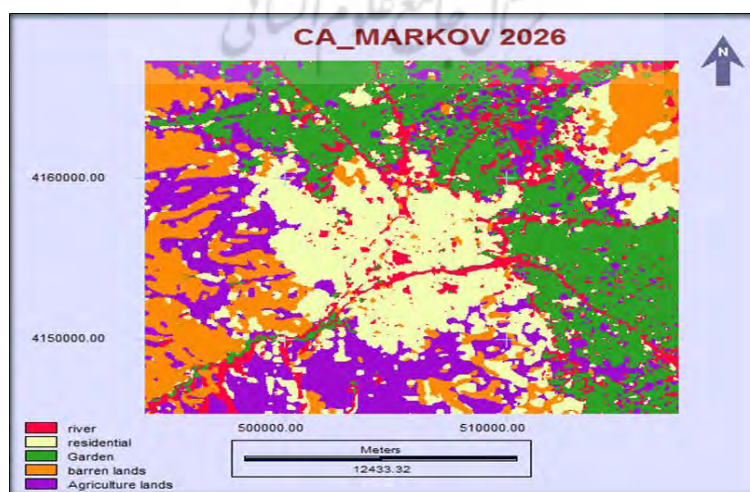 CA_MARKOV 2026
N
4160000.00
4150000.00
500000.00 510000.00
Meters
12433.32
river
residential
Garden
barren lands
Agriculture lands